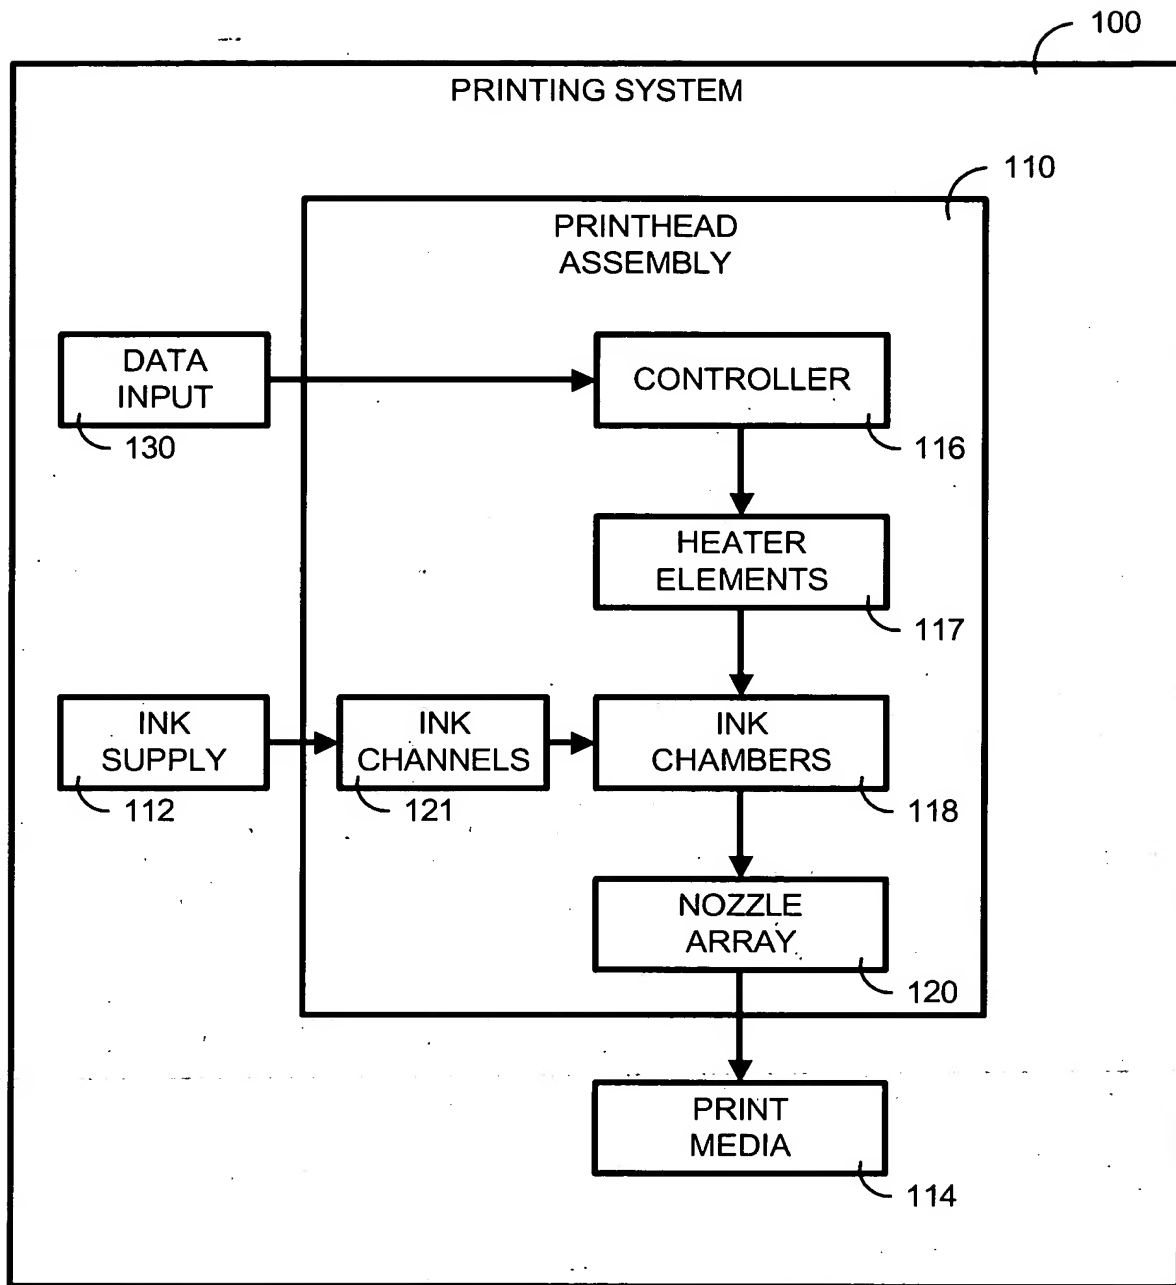 100
PRINTING SYSTEM
110
PRINTHEAD
ASSEMBLY
DATA
INPUT
130
CONTROLLER
116
HEATER
ELEMENTS
117
INK
SUPPLY
112
INK
CHANNELS
121
INK
CHAMBERS
118
NOZZLE
ARRAY
120
PRINT
MEDIA
114